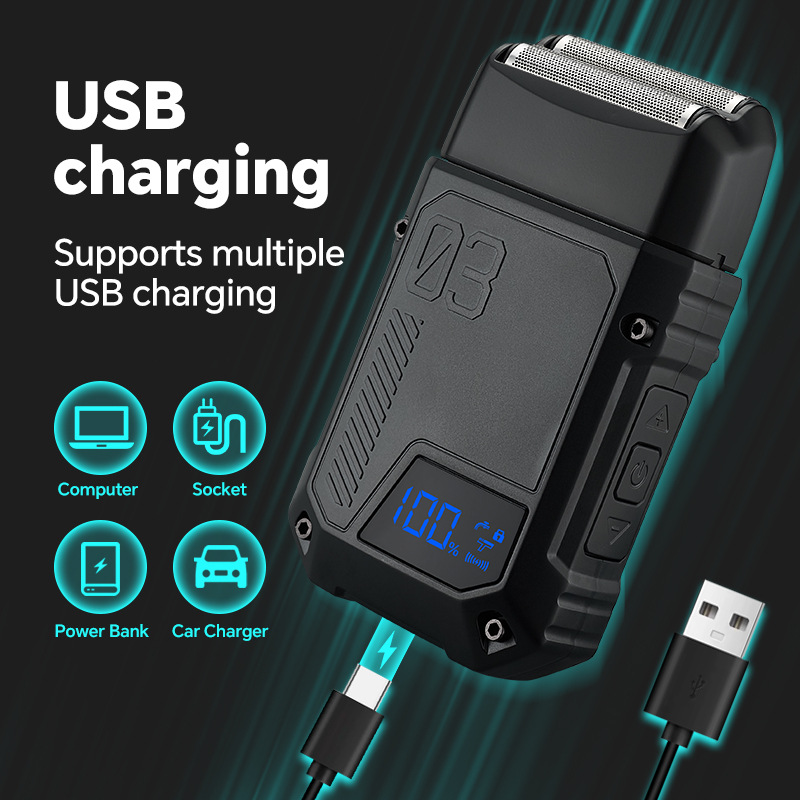 USB
charging
Supports multiple
USB charging
03
Computer
Socket
Power Bank
Car Charger
100%